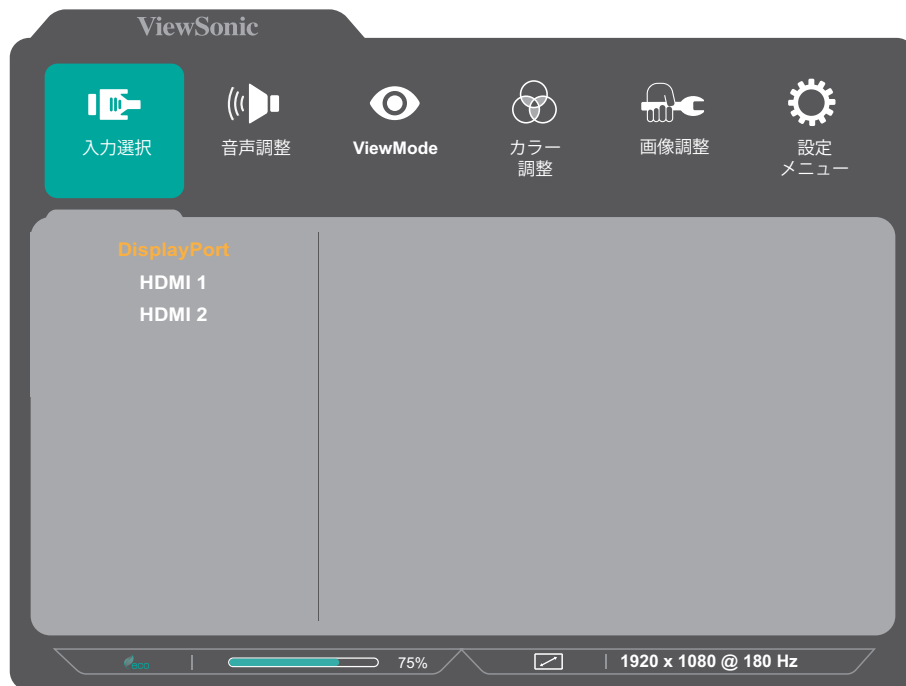 ViewSonic
入力選択
音声調整
ViewMode
カラー
調整
画像調整
設定
メニュー
DisplayPort
HDMI 1
HDMI 2
ECO
75%
1920 x 1080 @ 180 Hz